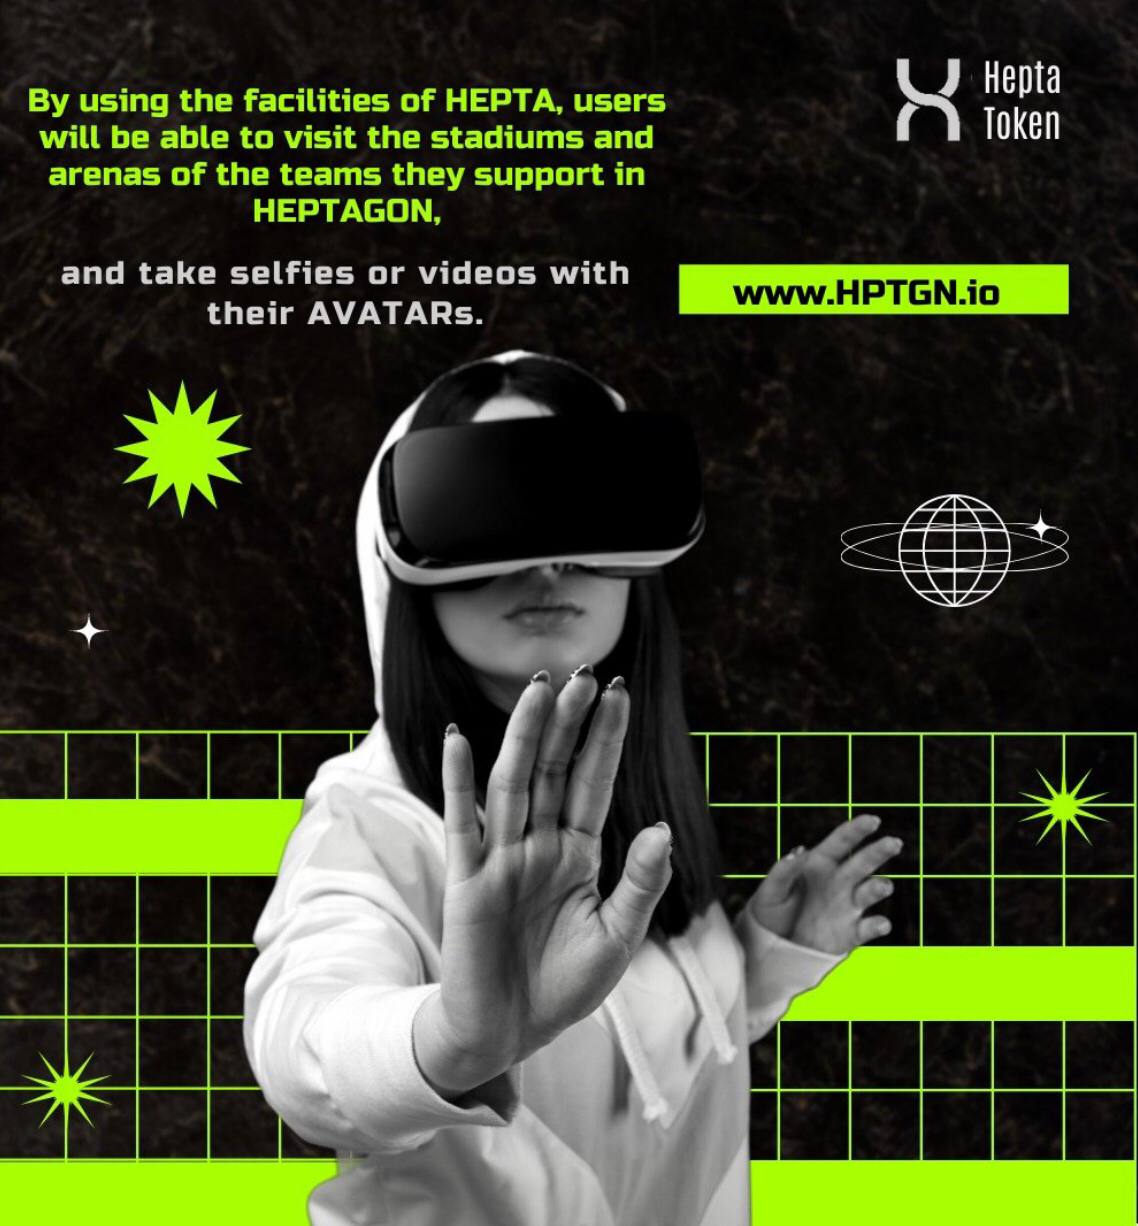 By using the facilities of HEPTA, users
will be able to visit the stadiums and
arenas of the teams they support in
HEPTAGON,
and take selfies or videos with
their AVATARs.
Hepta
Token
www.HPTGN.io